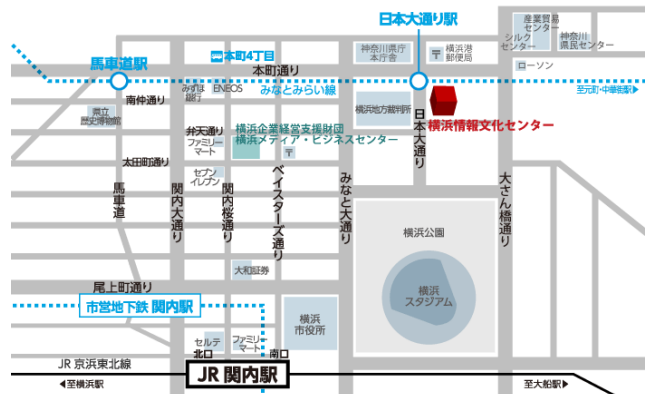 日本大通り駅
産業貿易
センター
シルク
センター
神奈川
県民センター
馬車道駅
本町4丁目
神奈川県庁
本庁舎
〒
横浜港
郵便局
ローソン
本町通り
みなとみらい線
至元町・中華街駅▶
南仲通り
みずほ
銀行
ENEOS
県立
歴史博物館
横浜地方裁判所
日本大通り
横浜情報文化センター
弁天通り
ファミリー
マート
横浜企業経営支援財団
横浜メディア・ビジネスセンター
〒
太田町通り
セブン
イレブン
馬車道
関内大通り
関内桜通り
ベイスターズ通り
みなと大通り
大さん橋通り
横浜公園
横浜
スタジアム
大和証券
尾上町通り
市営地下鉄 関内駅
横浜
市役所
セルテ
ファミリー
マート
北口
南口
JR 京浜東北線
JR 関内駅
◀至横浜駅
至大船駅▶